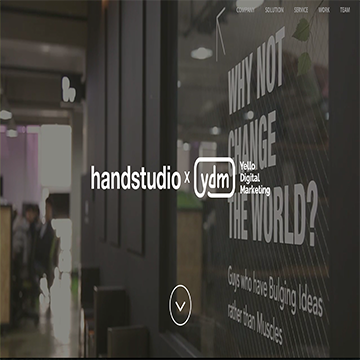 COMPANY SOLUTION SERVICE WORK TEAM
WHY NOT
CHANGE
THE WORLD?
handstudio x ydm Yello
Digital
Marketing
Guys who have Bulging Ideas
rather than Muscles